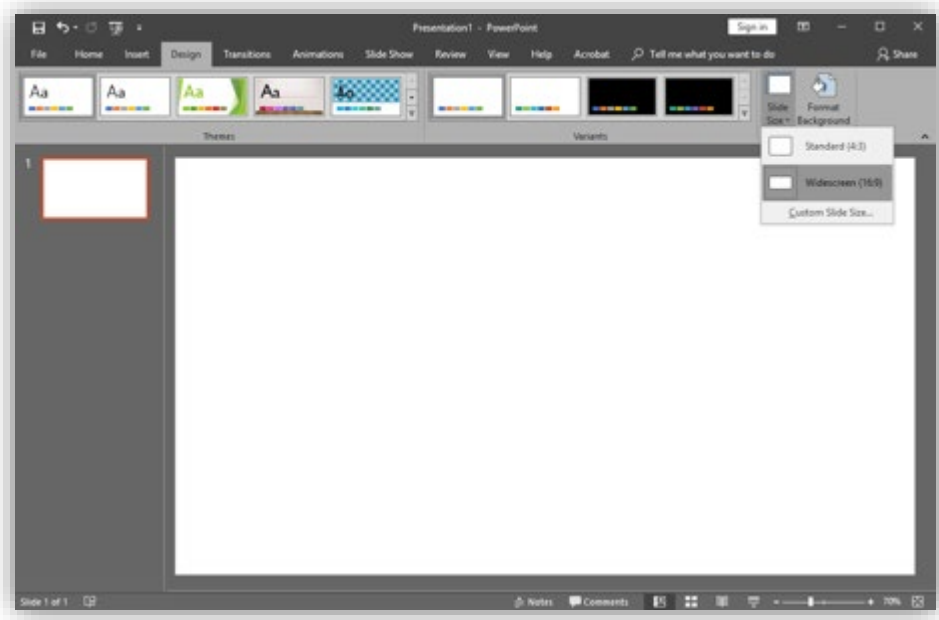 Presentation1 - PowerPoint
Sign in
File Home Insert Design Transitions Animations Slide Show Review View Help Acrobat Tell me what you want to do Share
Aa Aa Aa Aa Aa
Slide Size
Format Background
Themes
Variants
Standard (4:3)
Widescreen (16:9)
Custom Slide Size...
1
Slide 1 of 1
Notes Comments 70%